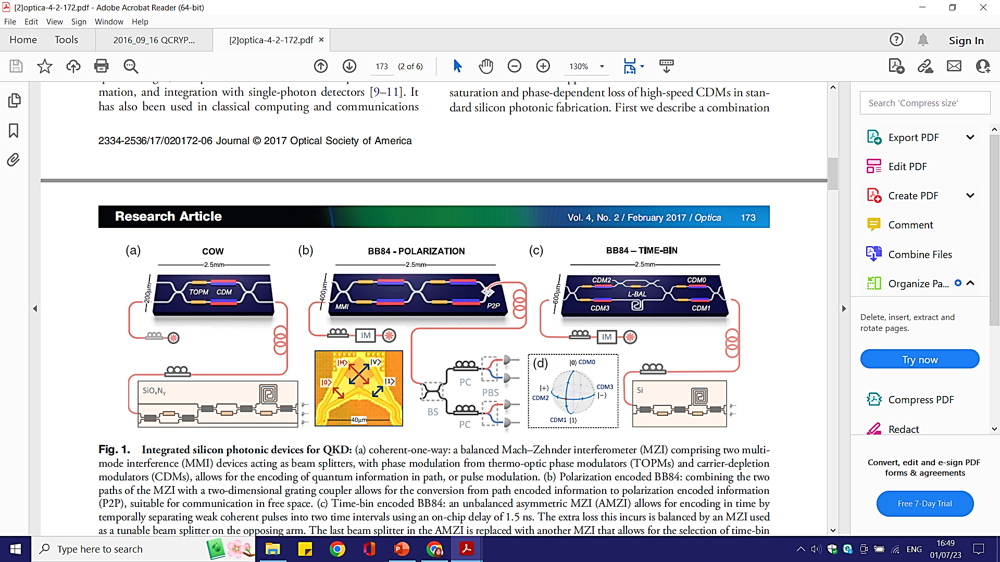 [2]optica-4-2-172.pdf - Adobe Acrobat Reader (64-bit)
File Edit View Sign Window Help
Home Tools 2016_09_16 QCRYP... [2]optica-4-2-172.pdf × Sign In
173 (2 of 6) 130%
mation, and integration with single-photon detectors [9–11]. It
has also been used in classical computing and communications
saturation and phase-dependent loss of high-speed CDMs in stan-
dard silicon photonic fabrication. First we describe a combination
2334-2536/17/020172-06 Journal © 2017 Optical Society of America
Research Article Vol. 4, No. 2 / February 2017 / Optica 173
(a) COW
2.5mm
200μm
TOPM CDM
SiOxNy
(b) BB84 - POLARIZATION
2.5mm
400μm
MMI P2P
IM
|H⟩ |V⟩
|0⟩ |1⟩
40μm
BS PC PBS
PC
(c) BB84 – TIME-BIN
2.5mm
600μm
CDM2 CDM0
L-BAL
CDM3 CDM1
IM
(d) |0⟩ CDM0
|+⟩ CDM3
CDM2 |−⟩
CDM1 |1⟩
Si
Fig. 1. Integrated silicon photonic devices for QKD: (a) coherent-one-way: a balanced Mach–Zehnder interferometer (MZI) comprising two multi-
mode interference (MMI) devices acting as beam splitters, with phase modulation from thermo-optic phase modulators (TOPMs) and carrier-depletion
modulators (CDMs), allows for the encoding of quantum information in path, or pulse modulation. (b) Polarization encoded BB84: combining the two
paths of the MZI with a two-dimensional grating coupler allows for the conversion from path encoded information to polarization encoded information
(P2P), suitable for communication in free space. (c) Time-bin encoded BB84: an unbalanced asymmetric MZI (AMZI) allows for encoding in time by
temporally separating weak coherent pulses into two time intervals using an on-chip delay of 1.5 ns. The extra loss this incurs is balanced by an MZI used
as a tunable beam splitter on the opposing arm. The last beam splitter in the AMZI is replaced with another MZI that allows for the selection of time-bin
Search 'Compress size'
Export PDF
Edit PDF
Create PDF
Comment
Combine Files
Organize Pa...
Delete, insert, extract and
rotate pages.
Try now
Compress PDF
Redact
Convert, edit and e-sign PDF
forms & agreements
Free 7-Day Trial
Type here to search
ENG
16:49
01/07/23